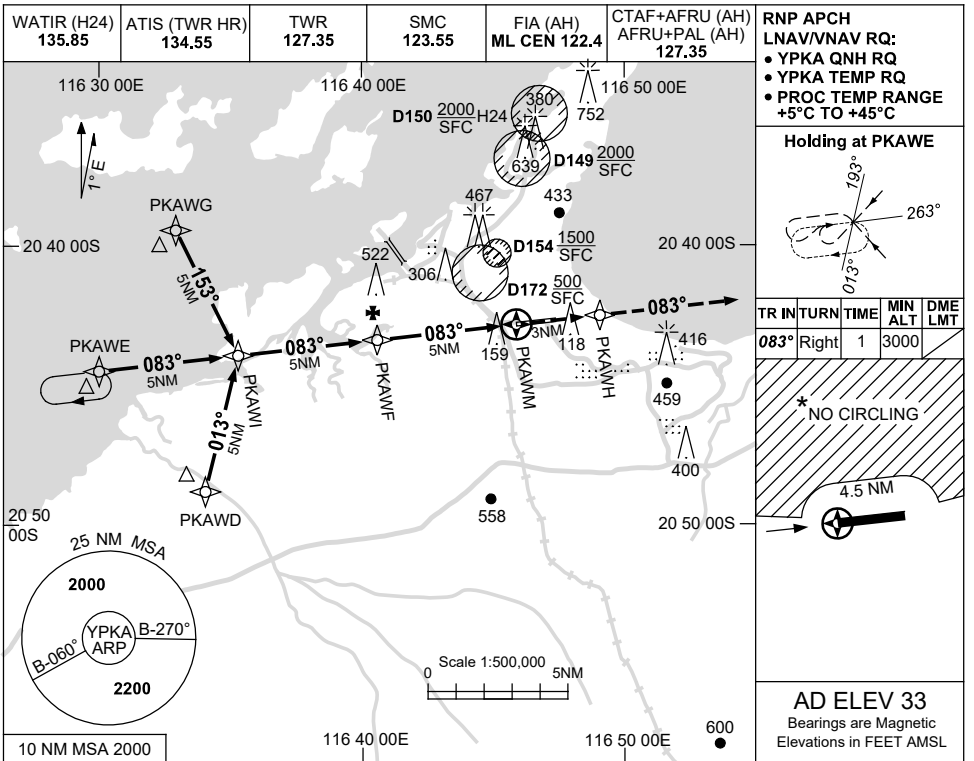 WATIR (H24)
135.85
ATIS (TWR HR)
134.55
TWR
127.35
SMC
123.55
FIA (AH)
ML CEN 122.4
CTAF+AFRU (AH)
AFRU+PAL (AH)
127.35
RNP APCH
LNAV/VNAV RQ:
• YPKA QNH RQ
• YPKA TEMP RQ
• PROC TEMP RANGE
+5°C TO +45°C
116 30 00E
116 40 00E
116 50 00E
1° E
D150 2000 SFC H24
380
752
639
D149 2000 SFC
467
433
PKAWG
20 40 00S
20 40 00S
522
306
D154 1500 SFC
D172 500 SFC
153°
5NM
PKAWE
083°
5NM
083°
5NM
083°
5NM
083°
3NM
159
118
416
459
400
PKAWI
PKAWF
PKAWM
PKAWH
013°
5NM
PKAWD
558
20 50 00S
20 50 00S
25 NM MSA
2000
YPKA
ARP
B-270°
B-060°
2200
10 NM MSA 2000
Scale 1:500,000
0
5NM
116 40 00E
116 50 00E
600
Holding at PKAWE
193°
263°
013°
TR IN
TURN
TIME
MIN ALT
DME LMT
083°
Right
1
3000
*NO CIRCLING
4.5 NM
AD ELEV 33
Bearings are Magnetic
Elevations in FEET AMSL